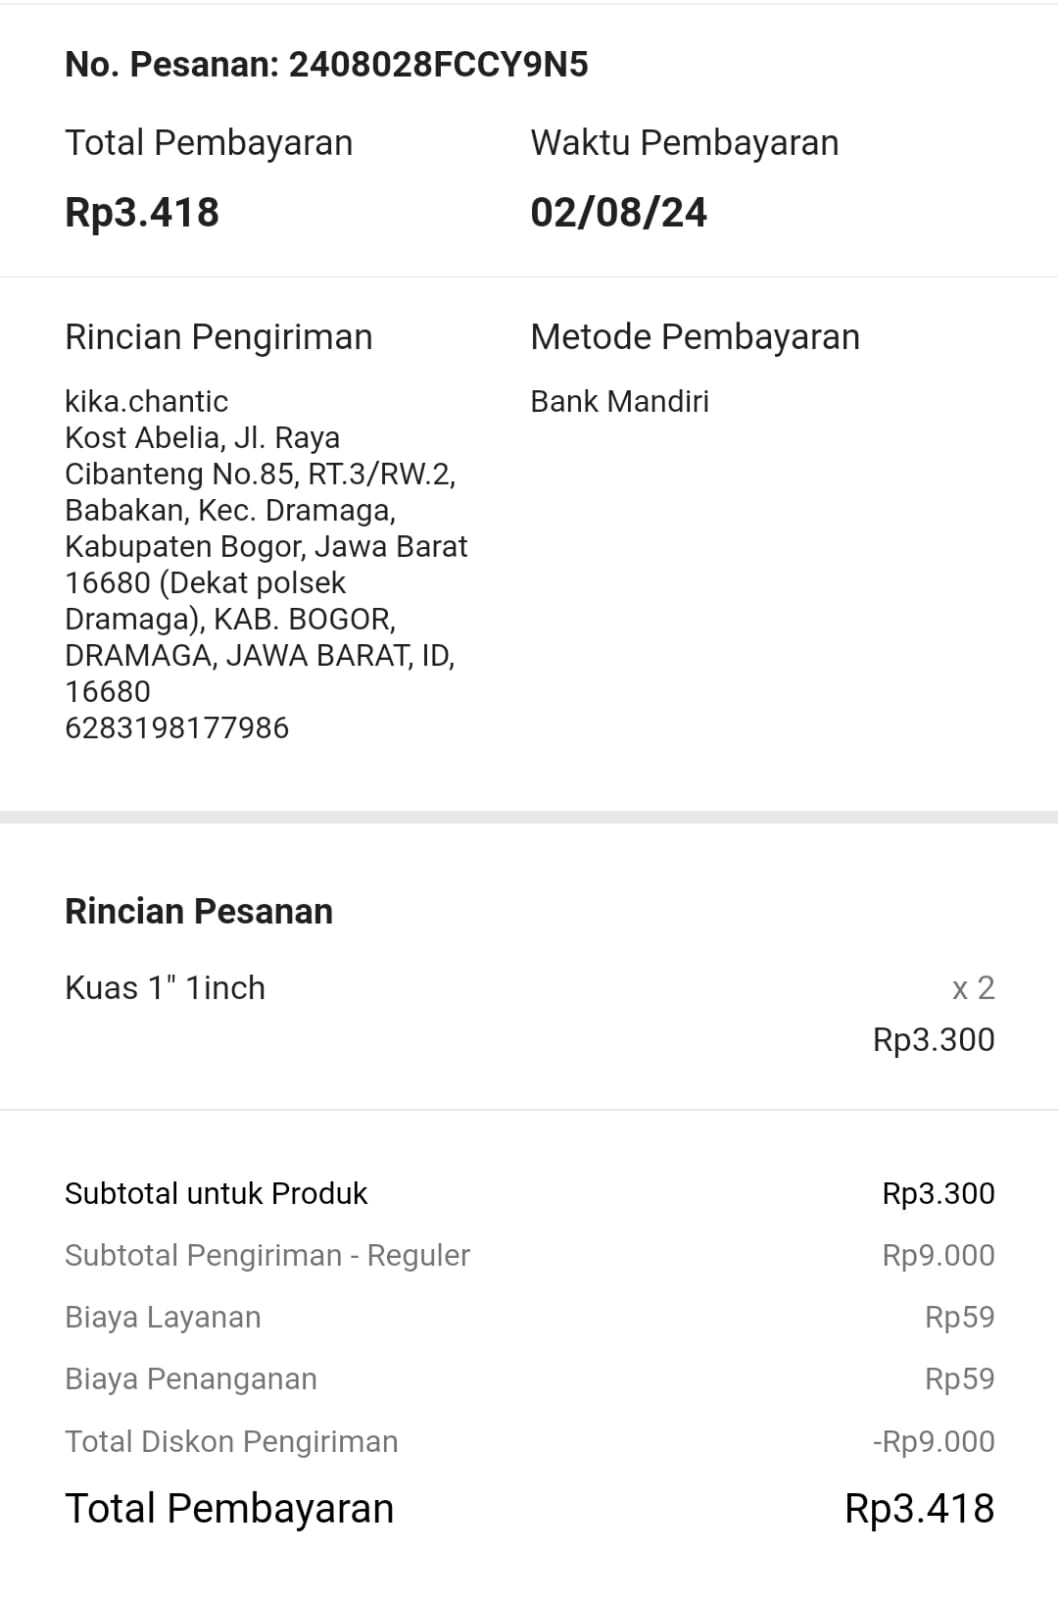 No. Pesanan: 2408028FCCY9N5
Total Pembayaran
Waktu Pembayaran
Rp3.418
02/08/24
Rincian Pengiriman
Metode Pembayaran
kika.chantic
Bank Mandiri
Kost Abelia, Jl. Raya
Cibanteng No.85, RT.3/RW.2,
Babakan, Kec. Dramaga,
Kabupaten Bogor, Jawa Barat
16680 (Dekat polsek
Dramaga), KAB. BOGOR,
DRAMAGA, JAWA BARAT, ID,
16680
6283198177986
Rincian Pesanan
Kuas 1" 1inch x 2
Rp3.300
Subtotal untuk Produk Rp3.300
Subtotal Pengiriman - Reguler Rp9.000
Biaya Layanan Rp59
Biaya Penanganan Rp59
Total Diskon Pengiriman -Rp9.000
Total Pembayaran Rp3.418